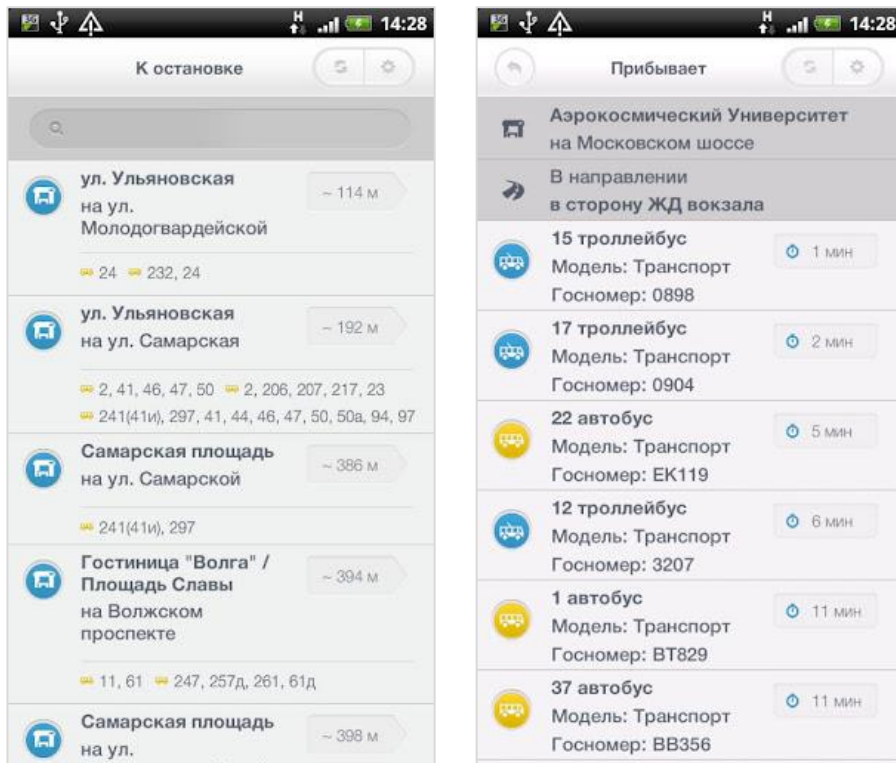 14:28
К остановке
ул. Ульяновская
на ул.
Молодогвардейской
~ 114 м
24 232, 24
ул. Ульяновская
на ул. Самарская
~ 192 м
2, 41, 46, 47, 50 2, 206, 207, 217, 23
241(41и), 297, 41, 44, 46, 47, 50, 50а, 94, 97
Самарская площадь
на ул. Самарской
~ 386 м
241(41и), 297
Гостиница "Волга" /
Площадь Славы
на Волжском
проспекте
~ 394 м
11, 61 247, 257д, 261, 61д
Самарская площадь
на ул.
~ 398 м
H
14:28
Прибывает
Аэрокосмический Университет
на Московском шоссе
В направлении
в сторону ЖД вокзала
15 троллейбус
Модель: Транспорт
Госномер: 0898
1 мин
17 троллейбус
Модель: Транспорт
Госномер: 0904
2 мин
22 автобус
Модель: Транспорт
Госномер: ЕК119
5 мин
12 троллейбус
Модель: Транспорт
Госномер: 3207
6 мин
1 автобус
Модель: Транспорт
Госномер: ВТ829
11 мин
37 автобус
Модель: Транспорт
Госномер: ВВ356
11 мин